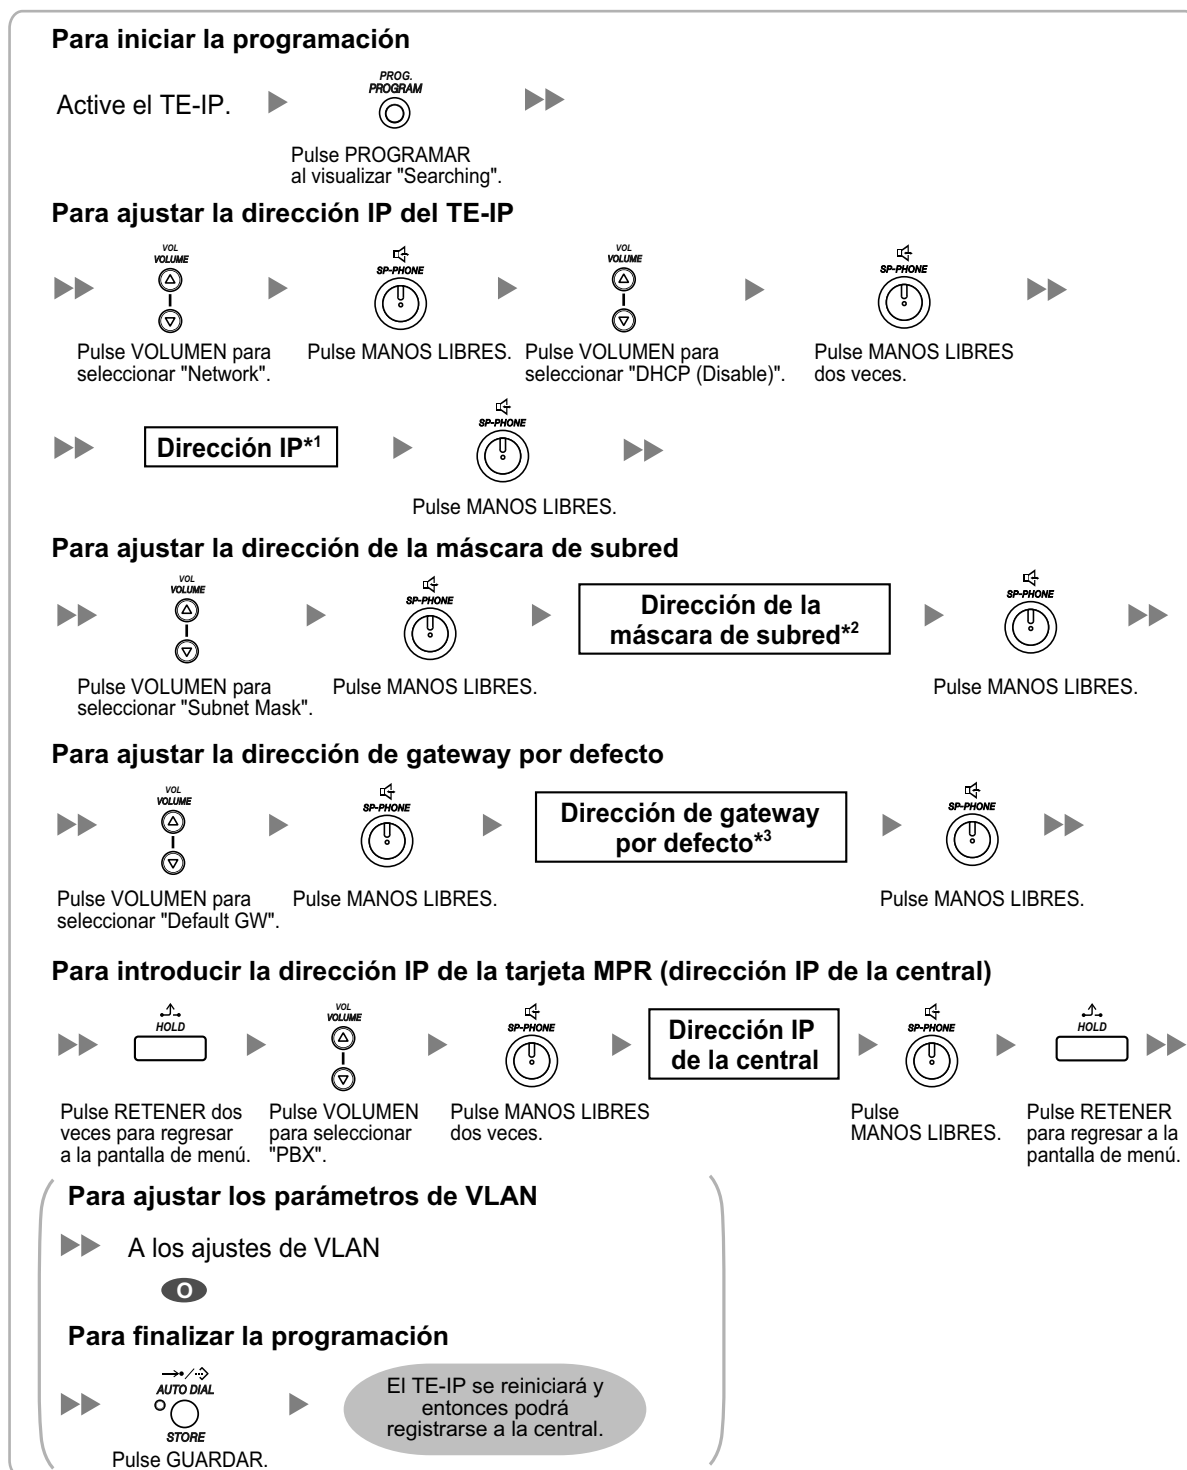 Para iniciar la programación
PROG.
PROGRAM
Active el TE-IP.
Pulse PROGRAMAR
al visualizar "Searching".
Para ajustar la dirección IP del TE-IP
VOL
VOLUME
SP-PHONE
VOL
VOLUME
SP-PHONE
Pulse VOLUMEN para
seleccionar "Network".
Pulse MANOS LIBRES.
Pulse VOLUMEN para
seleccionar "DHCP (Disable)".
Pulse MANOS LIBRES
dos veces.
Dirección IP*1
SP-PHONE
Pulse MANOS LIBRES.
Para ajustar la dirección de la máscara de subred
VOL
VOLUME
SP-PHONE
Dirección de la
máscara de subred*2
SP-PHONE
Pulse VOLUMEN para
seleccionar "Subnet Mask".
Pulse MANOS LIBRES.
Pulse MANOS LIBRES.
Para ajustar la dirección de gateway por defecto
VOL
VOLUME
SP-PHONE
Dirección de gateway
por defecto*3
SP-PHONE
Pulse VOLUMEN para
seleccionar "Default GW".
Pulse MANOS LIBRES.
Pulse MANOS LIBRES.
Para introducir la dirección IP de la tarjeta MPR (dirección IP de la central)
HOLD
VOL
VOLUME
SP-PHONE
Dirección IP
de la central
SP-PHONE
HOLD
Pulse RETENER dos
veces para regresar
a la pantalla de menú.
Pulse VOLUMEN
para seleccionar
"PBX".
Pulse MANOS LIBRES
dos veces.
Pulse
MANOS LIBRES.
Pulse RETENER
para regresar a la
pantalla de menú.
Para ajustar los parámetros de VLAN
A los ajustes de VLAN
O
Para finalizar la programación
AUTO DIAL
STORE
Pulse GUARDAR.
El TE-IP se reiniciará y
entonces podrá
registrarse a la central.